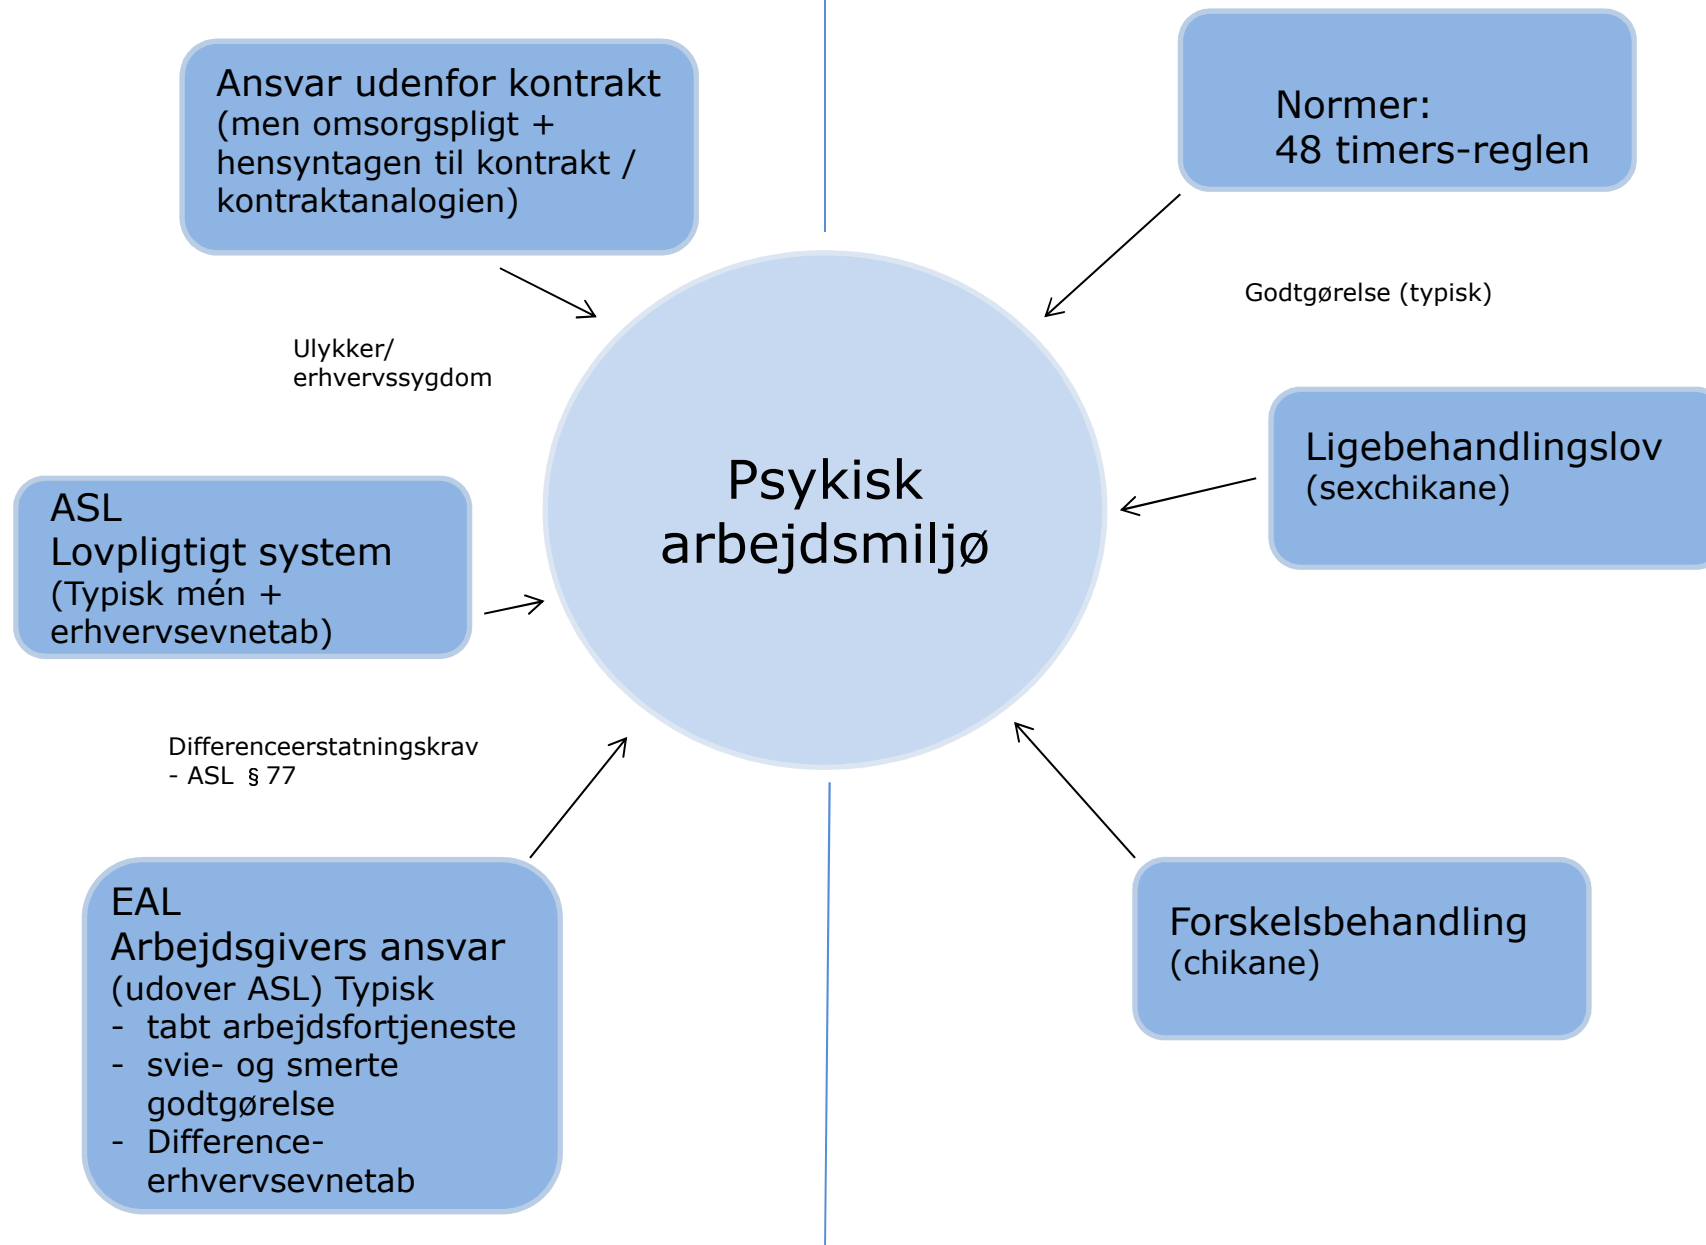 Ansvar udenfor kontrakt
(men omsorgspligt +
hensyntagen til kontrakt /
kontraktanalogien)
Ulykker/
erhvervssygdom
ASL
Lovpligtigt system
(Typisk mén +
erhvervsevnetab)
Differenceerstatningskrav
- ASL § 77
EAL
Arbejdsgivers ansvar
(udover ASL) Typisk
- tabt arbejdsfortjeneste
- svie- og smerte
godtgørelse
- Difference-
erhvervsevnetab
Psykisk
arbejdsmiljø
Normer:
48 timers-reglen
Godtgørelse (typisk)
Ligebehandlingslov
(sexchikane)
Forskelsbehandling
(chikane)